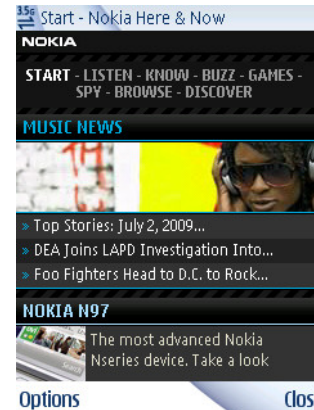 3.5G Start - Nokia Here & Now
NOKIA
START - LISTEN - KNOW - BUZZ - GAMES -
SPY - BROWSE - DISCOVER
MUSIC NEWS
» Top Stories: July 2, 2009...
» DEA Joins LAPD Investigation Into...
» Foo Fighters Head to D.C. to Rock...
NOKIA N97
The most advanced Nokia
Nseries device. Take a look
Options Clos